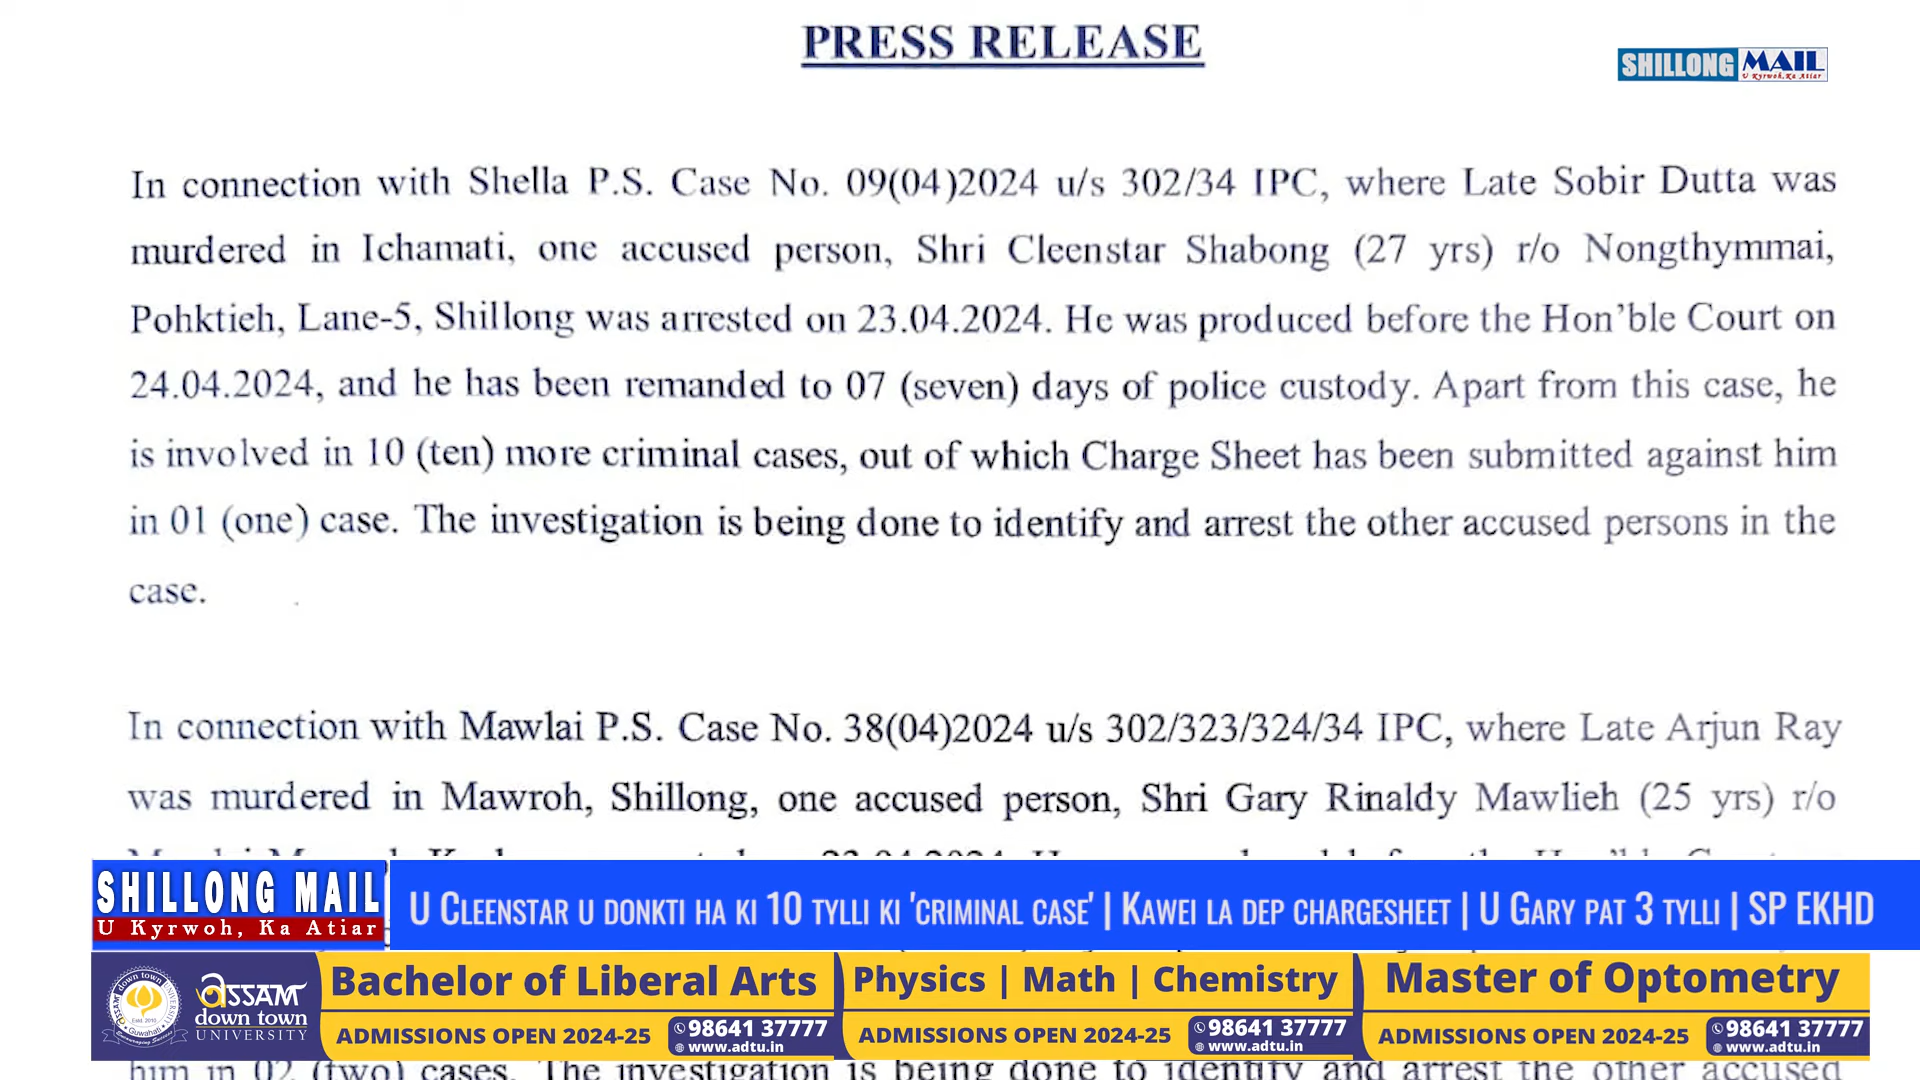 PRESS RELEASE
SHILLONG MAIL
U Kyrwoh, Ka Atiar
In connection with Shella P.S. Case No. 09(04)2024 u/s 302/34 IPC, where Late Sobir Dutta was
murdered in Ichamati, one accused person, Shri Cleenstar Shabong (27 yrs) r/o Nongthymmai,
Pohktieh, Lane-5, Shillong was arrested on 23.04.2024. He was produced before the Hon'ble Court on
24.04.2024, and he has been remanded to 07 (seven) days of police custody. Apart from this case, he
is involved in 10 (ten) more criminal cases, out of which Charge Sheet has been submitted against him
in 01 (one) case. The investigation is being done to identify and arrest the other accused persons in the
case.
In connection with Mawlai P.S. Case No. 38(04)2024 u/s 302/323/324/34 IPC, where Late Arjun Ray
was murdered in Mawroh, Shillong, one accused person, Shri Gary Rinaldy Mawlieh (25 yrs) r/o
SHILLONG MAIL
U Kyrwoh, Ka Atiar
U CLEENSTAR U DONKTI HA KI 10 TYLLI KI 'CRIMINAL CASE' | KAWEI LA DEP CHARGESHEET | U GARY PAT 3 TYLLI | SP EKHD
assam
down town
UNIVERSITY
Bachelor of Liberal Arts
ADMISSIONS OPEN 2024-25
98641 37777
www.adtu.in
Physics | Math | Chemistry
ADMISSIONS OPEN 2024-25
98641 37777
www.adtu.in
Master of Optometry
ADMISSIONS OPEN 2024-25
98641 37777
www.adtu.in
him in 02 (two) cases. The investigation is being done to identify and arrest the other accused